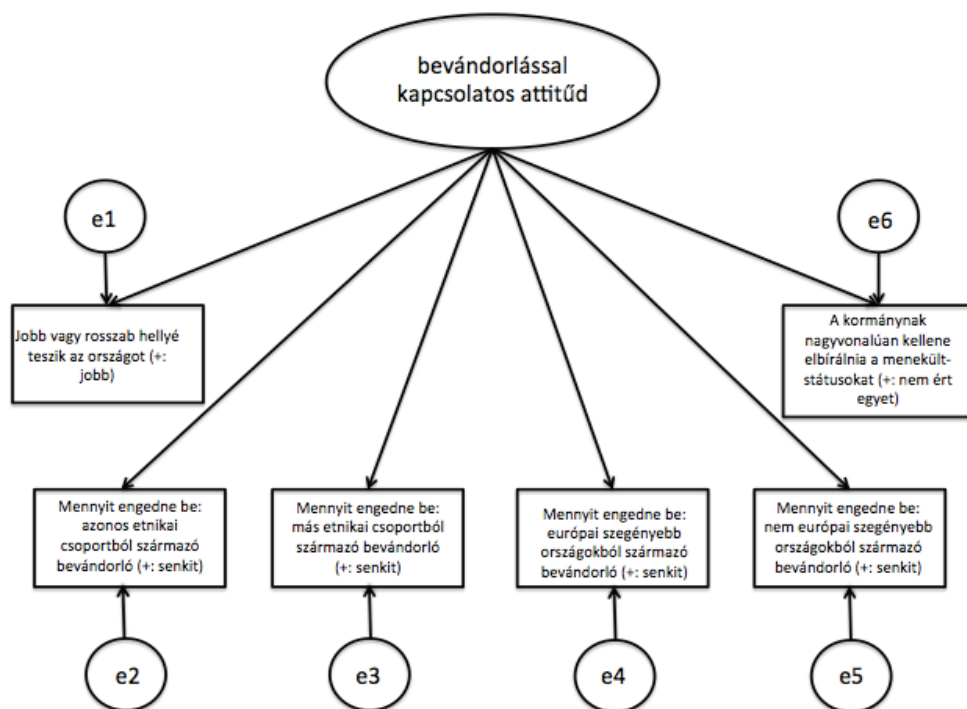 bevándorlással
kapcsolatos attitűd
e1
e6
Jobb vagy rosszab hellyé
teszik az országot (+:
jobb)
A kormánynak
nagyvonalúan kellene
elbírálnia a menekült-
státusokat (+: nem ért
egyet)
Mennyit engedne be:
azonos etnikai
csoportból származó
bevándorló (+: senkit)
Mennyit engedne be:
más etnikai csoportból
származó bevándorló
(+: senkit)
Mennyit engedne be:
európai szegényebb
országokból származó
bevándorló (+: senkit)
Mennyit engedne be:
nem európai szegényebb
országokból származó
bevándorló (+: senkit)
e2
e3
e4
e5